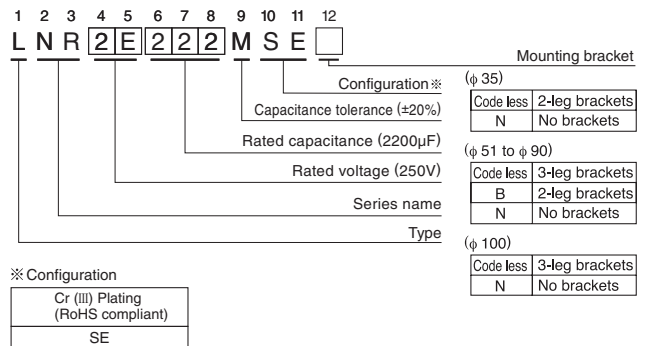 1 2 3 4 5 6 7 8 9 10 11 12
L N R 2 E 2 2 2 M S E
Mounting bracket
Configuration※
Capacitance tolerance (±20%)
Rated capacitance (2200µF)
Rated voltage (250V)
Series name
Type
(φ 35)
Code less 2-leg brackets
N No brackets
(φ 51 to φ 90)
Code less 3-leg brackets
B 2-leg brackets
N No brackets
(φ 100)
Code less 3-leg brackets
N No brackets
※Configuration
Cr (Ⅲ) Plating
(RoHS compliant)
SE